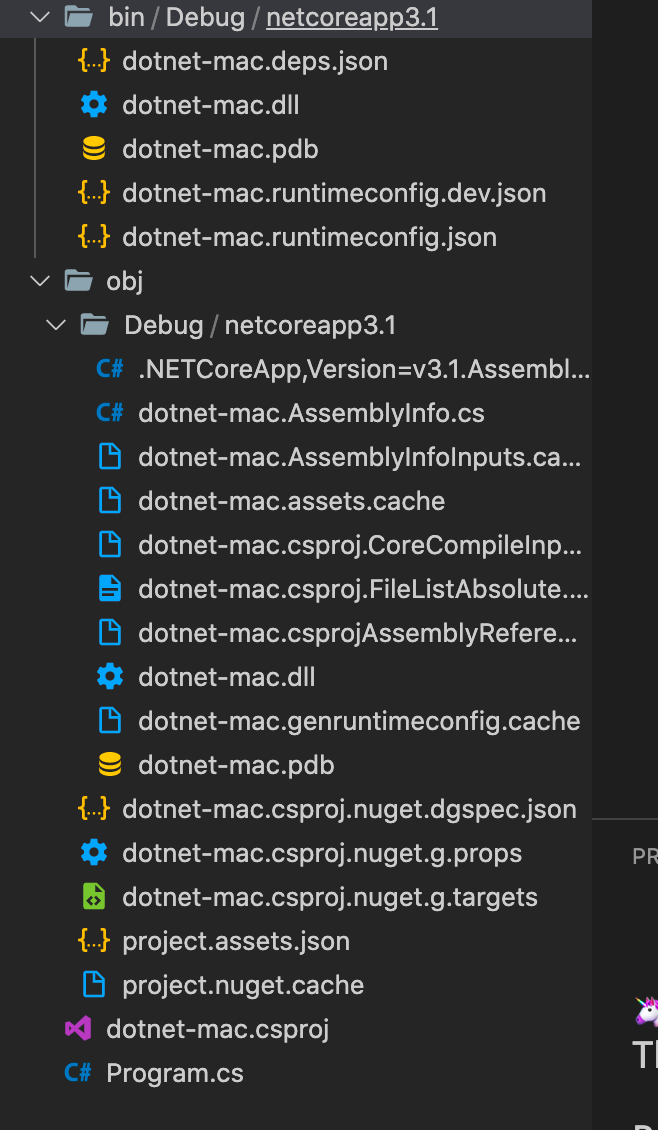 bin / Debug / netcoreapp3.1
{..} dotnet-mac.deps.json
dotnet-mac.dll
dotnet-mac.pdb
{..} dotnet-mac.runtimeconfig.dev.json
{..} dotnet-mac.runtimeconfig.json
obj
Debug / netcoreapp3.1
C# .NETCoreApp,Version=v3.1.Assembl...
C# dotnet-mac.AssemblyInfo.cs
dotnet-mac.AssemblyInfoInputs.ca...
dotnet-mac.assets.cache
dotnet-mac.csproj.CoreCompileInp...
dotnet-mac.csproj.FileListAbsolute....
dotnet-mac.csprojAssemblyRefere...
dotnet-mac.dll
dotnet-mac.genruntimeconfig.cache
dotnet-mac.pdb
{..} dotnet-mac.csproj.nuget.dgspec.json
dotnet-mac.csproj.nuget.g.props
dotnet-mac.csproj.nuget.g.targets
{..} project.assets.json
project.nuget.cache
dotnet-mac.csproj
C# Program.cs
PR